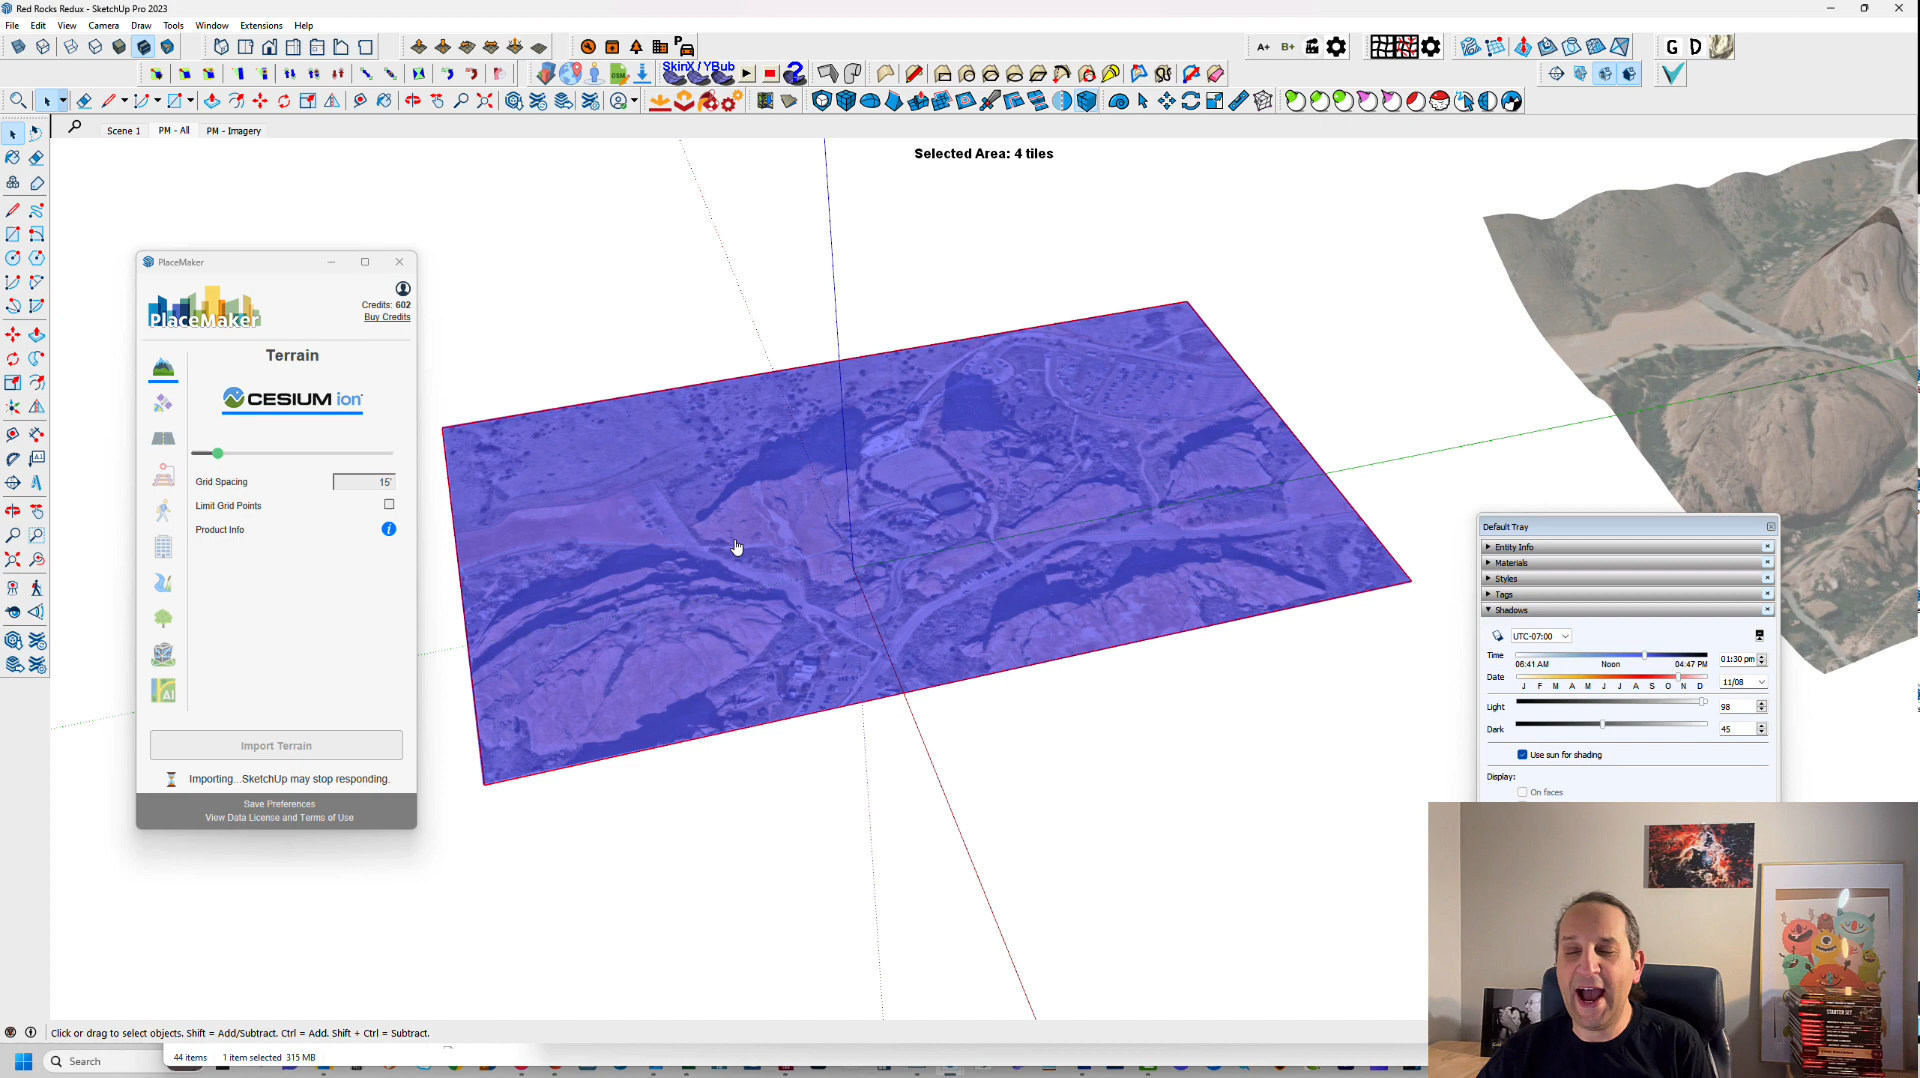 Red Rocks Redux - SketchUp Pro 2023
File Edit View Camera Draw Tools Window Extensions Help
P
A+ B+
G D
SkinX / YBub
OSM
Scene 1 PM - All PM - Imagery
Selected Area: 4 tiles
PlaceMaker
PlaceMaker
Credits: 602
Buy Credits
Terrain
CESIUM ion
Grid Spacing 15'
Limit Grid Points
Product Info
AI
Import Terrain
Importing...SketchUp may stop responding.
Save Preferences
View Data License and Terms of Use
Default Tray
Entity Info
Materials
Styles
Tags
Shadows
UTC-07:00
Time 06:41 AM Noon 04:47 PM 01:30 pm
Date J F M A M J J A S O N D 11/08
Light 98
Dark 45
Use sun for shading
Display:
On faces
STARTER SET
Click or drag to select objects. Shift = Add/Subtract. Ctrl = Add. Shift + Ctrl = Subtract.
Search
44 items 1 item selected 315 MB